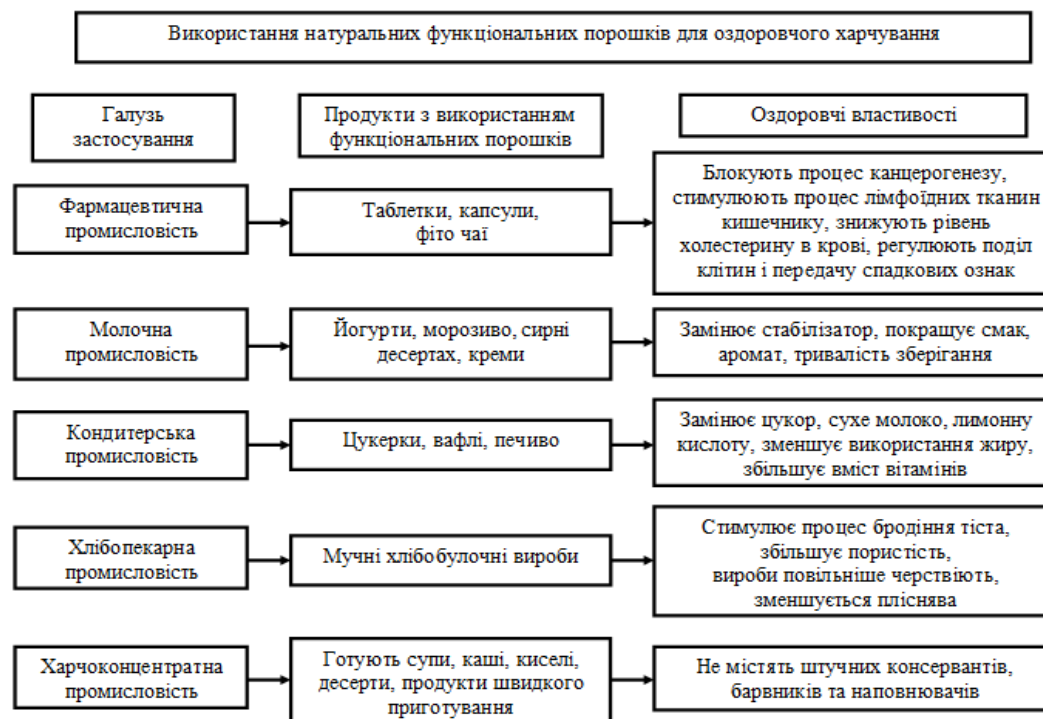 Використання натуральних функціональних порошків для оздоровчого харчування
Галузь
застосування
Продукти з використанням
функціональних порошків
Оздоровчі властивості
Фармацевтична
промисловість
Таблетки, капсули,
фіто чаї
Блокують процес канцерогенезу,
стимулюють процес лімфоїдних тканин
кишечнику, знижують рівень
холестерину в крові, регулюють поділ
клітин і передачу спадкових ознак
Молочна
промисловість
Йогурти, морозиво, сирні
десертах, креми
Замінює стабілізатор, покращує смак,
аромат, тривалість зберігання
Кондитерська
промисловість
Цукерки, вафлі, печиво
Замінює цукор, сухе молоко, лимонну
кислоту, зменшує використання жиру,
збільшує вміст вітамінів
Хлібопекарна
промисловість
Мучні хлібобулочні вироби
Стимулює процес бродіння тіста,
збільшує пористість,
вироби повільніше черствіють,
зменшується пліснява
Харчоконцентратна
промисловість
Готують супи, каші, киселі,
десерти, продукти швидкого
приготування
Не містять штучних консервантів,
барвників та наповнювачів